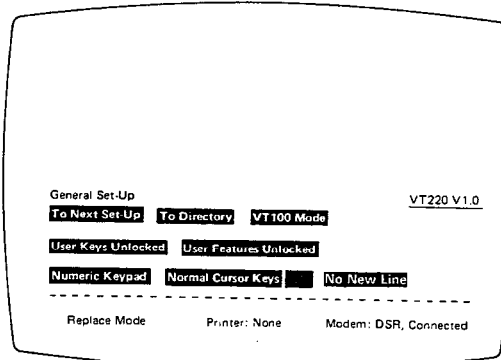 General Set-Up
VT220 V1.0
To Next Set-Up To Directory VT100 Mode
User Keys Unlocked User Features Unlocked
Numeric Keypad Normal Cursor Keys No New Line
Replace Mode Printer: None Modem: DSR, Connected